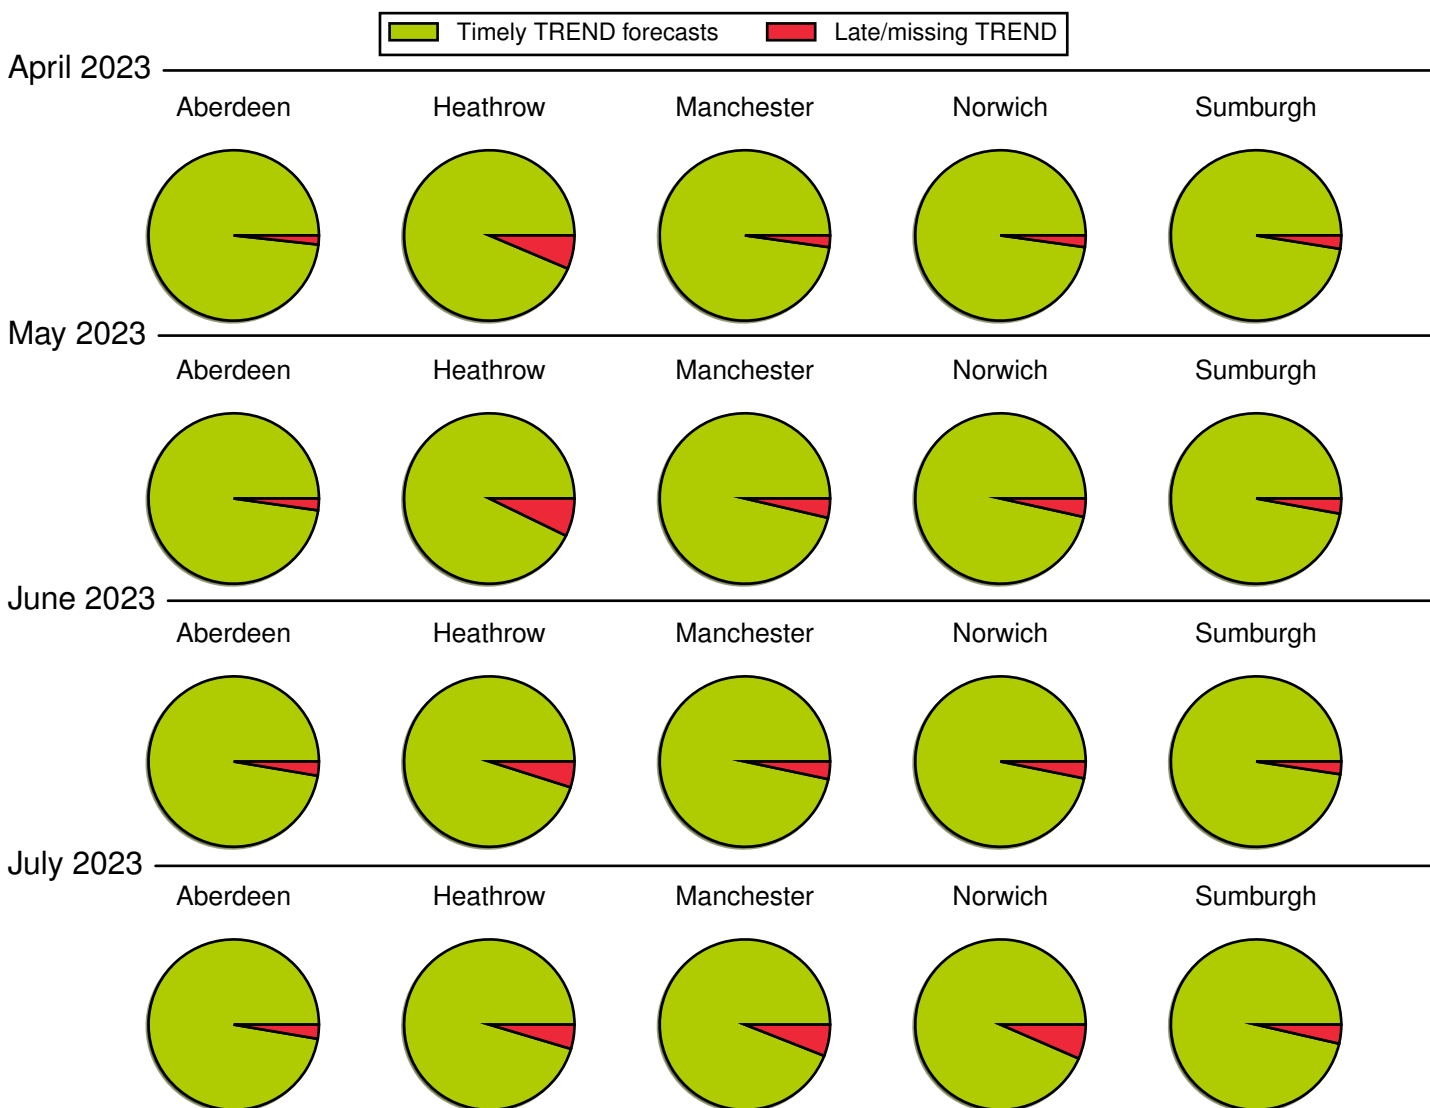 Timely TREND forecasts Late/missing TREND
April 2023
Aberdeen Heathrow Manchester Norwich Sumburgh
May 2023
Aberdeen Heathrow Manchester Norwich Sumburgh
June 2023
Aberdeen Heathrow Manchester Norwich Sumburgh
July 2023
Aberdeen Heathrow Manchester Norwich Sumburgh